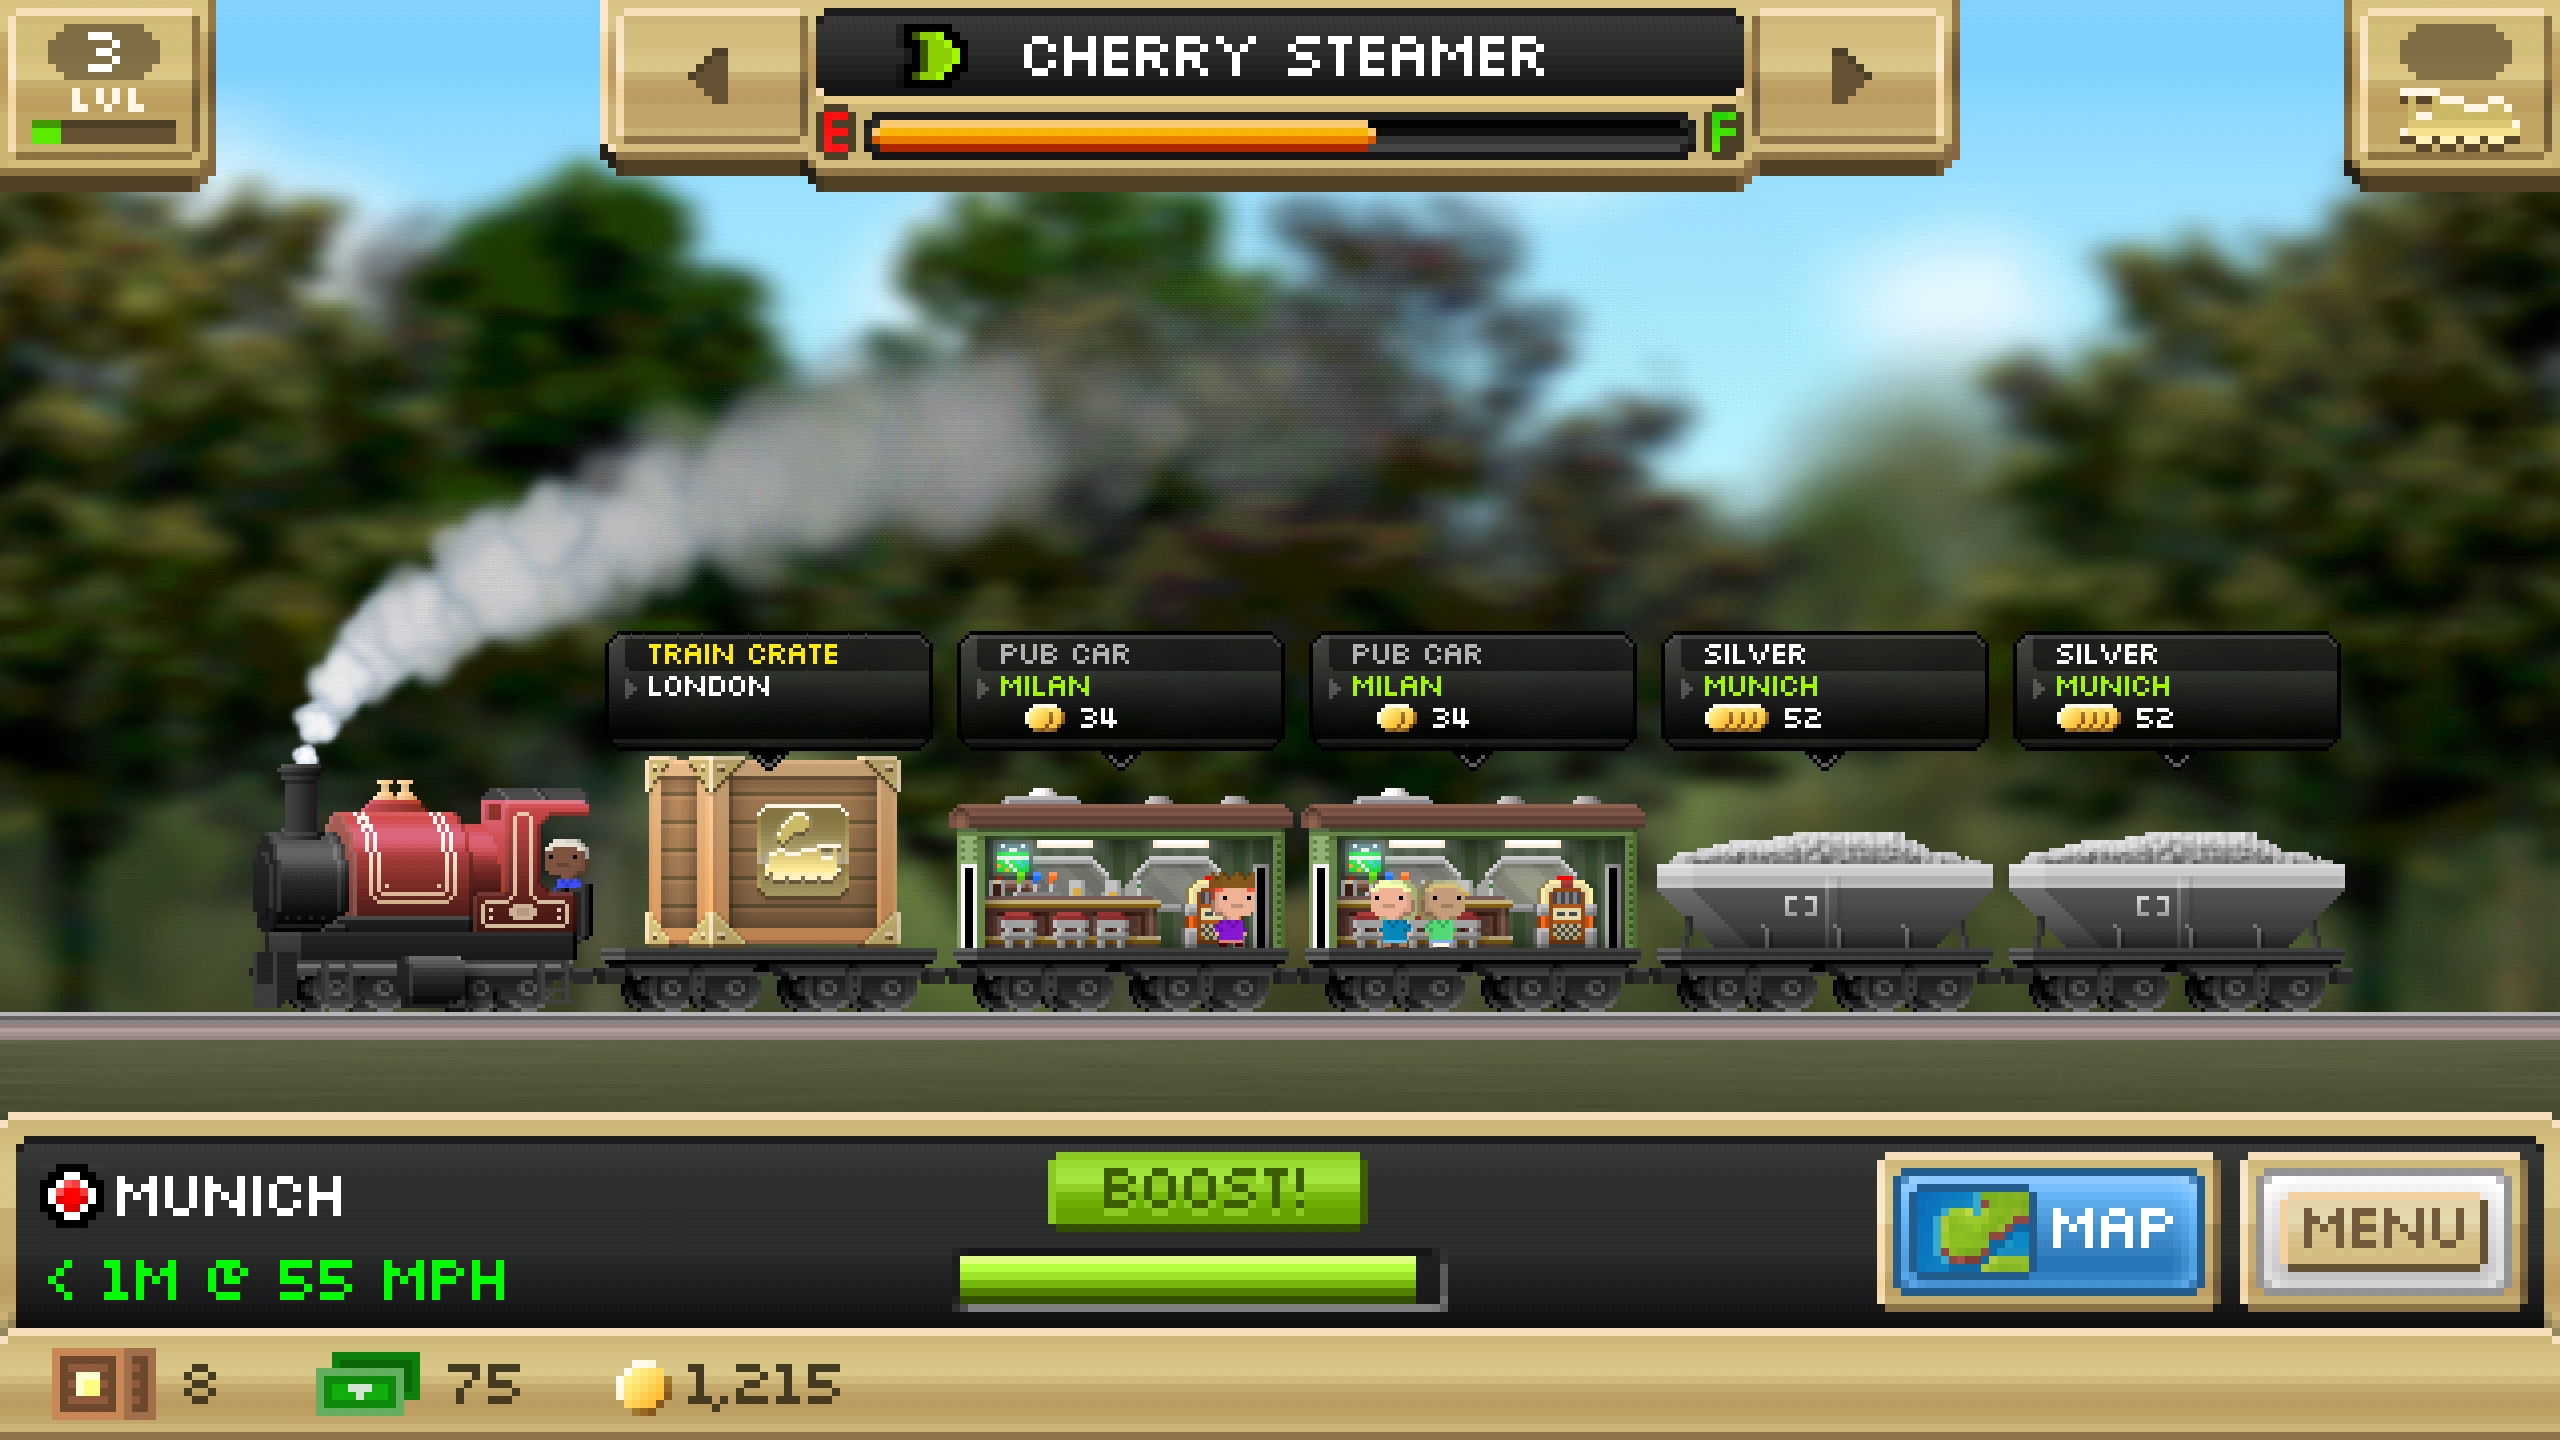 3
LVL
CHERRY STEAMER
E F
TRAIN CRATE
LONDON
PUB CAR
MILAN
34
PUB CAR
MILAN
34
SILVER
MUNICH
52
SILVER
MUNICH
52
MUNICH
< 1M @ 55 MPH
BOOST!
MAP
MENU
8
75
1,215